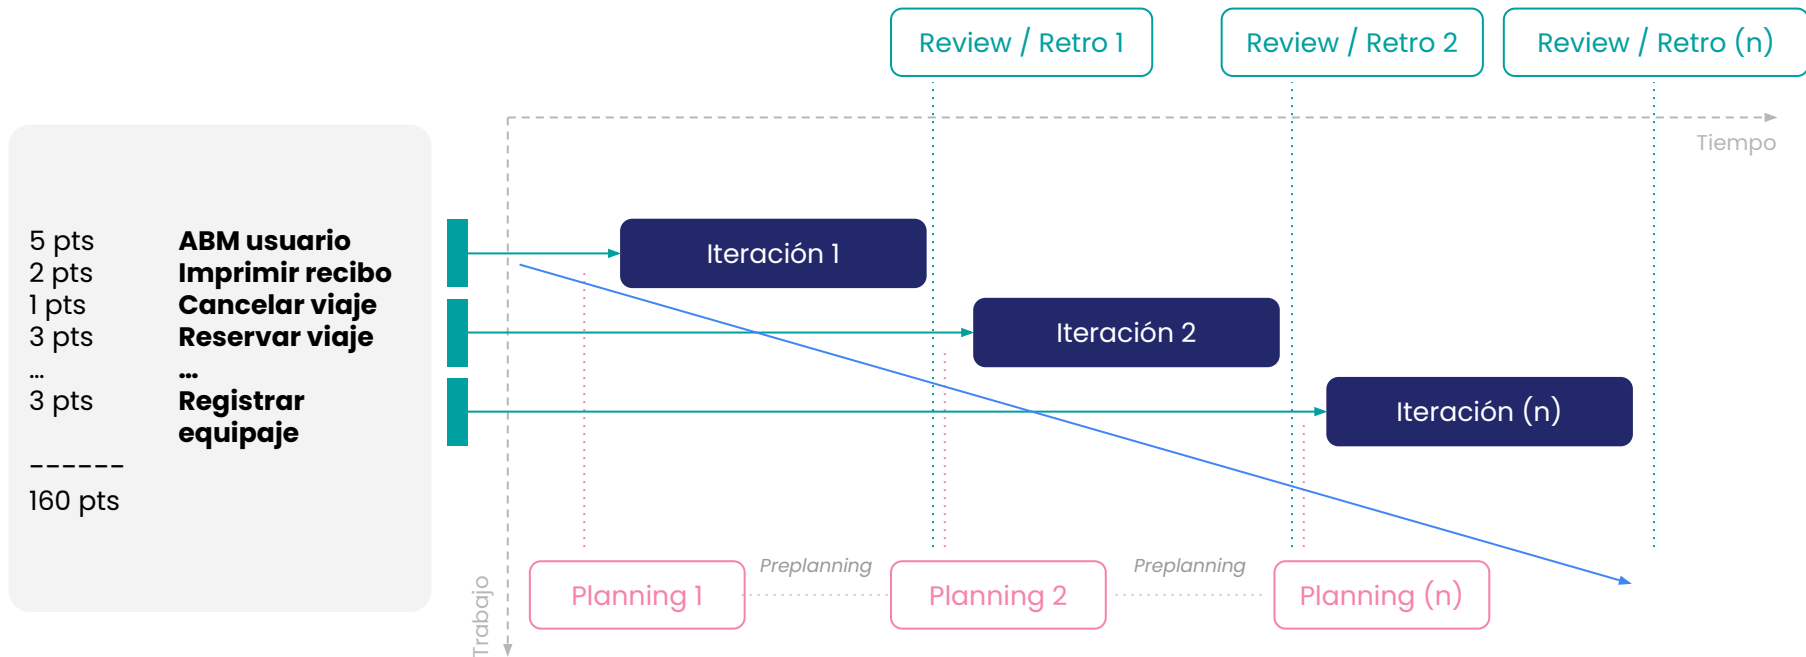 Review / Retro 1
Review / Retro 2
Review / Retro (n)
Tiempo
5 pts ABM usuario
2 pts Imprimir recibo
1 pts Cancelar viaje
3 pts Reservar viaje
... ...
3 pts Registrar
equipaje
------
160 pts
Iteración 1
Iteración 2
Iteración (n)
Trabajo
Planning 1
Preplanning
Planning 2
Preplanning
Planning (n)